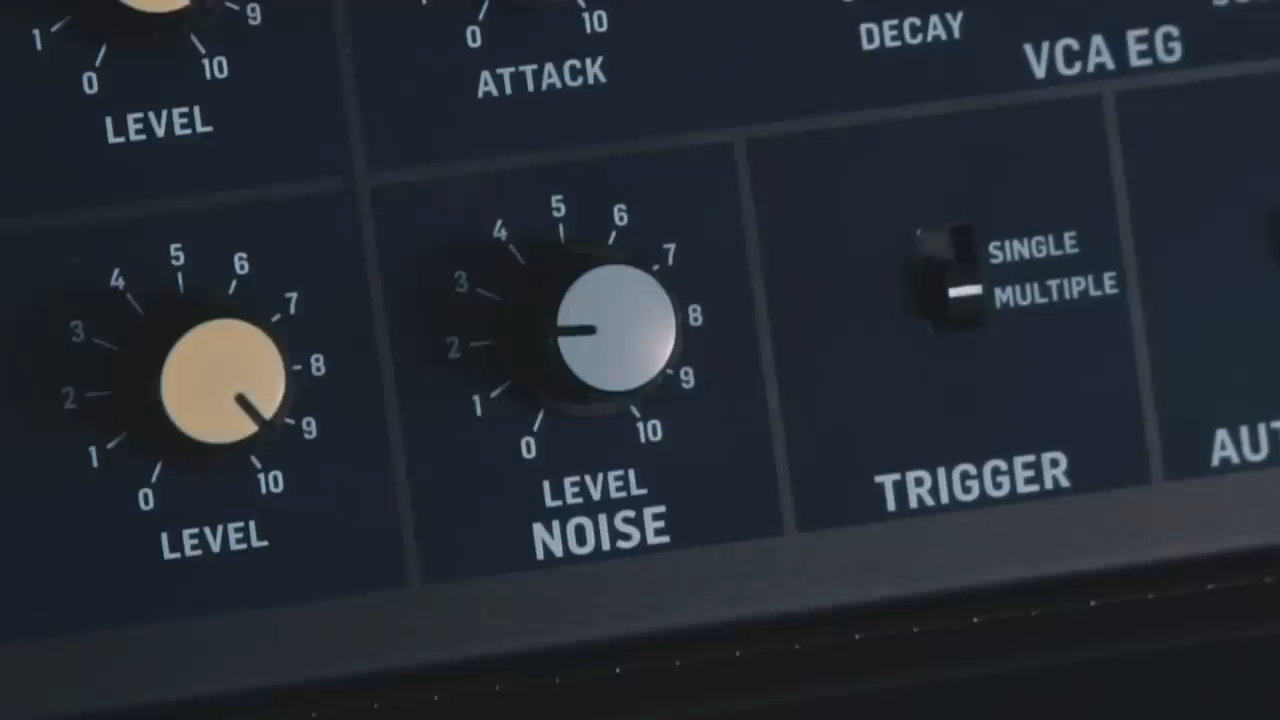 1 0 10 9
LEVEL
0 10
ATTACK
DECAY
VCA EG
0 1 2 3 4 5 6 7 8 9 10
LEVEL
0 1 2 3 4 5 6 7 8 9 10
LEVEL
NOISE
SINGLE
MULTIPLE
TRIGGER